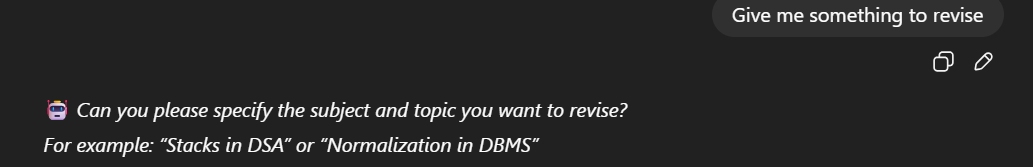 Give me something to revise
Can you please specify the subject and topic you want to revise?
For example: “Stacks in DSA” or “Normalization in DBMS”